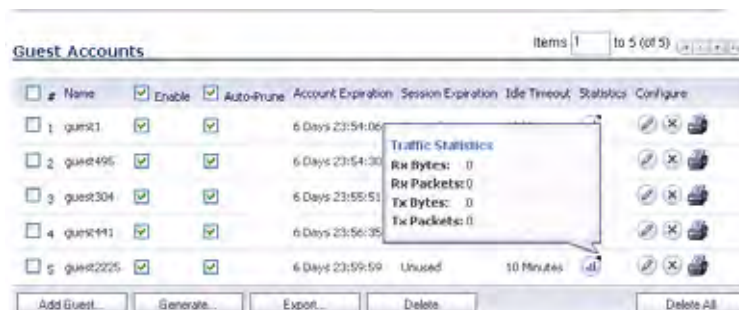 Guest Accounts
Items 1 to 5 (of 5)
# Name Enable Auto-Prune Account Expiration Session Expiration Idle Timeout Statistics Configure
1 guest1 6 Days 23:54:06
2 guest495 6 Days 23:54:30
3 guest304 6 Days 23:55:51
4 guest441 6 Days 23:56:35
5 guest2225 6 Days 23:59:59 Unused 10 Minutes
Traffic Statistics
Rx Bytes: 0
Rx Packets: 0
Tx Bytes: 0
Tx Packets: 0
Add Guest... Generate... Export... Delete Delete All